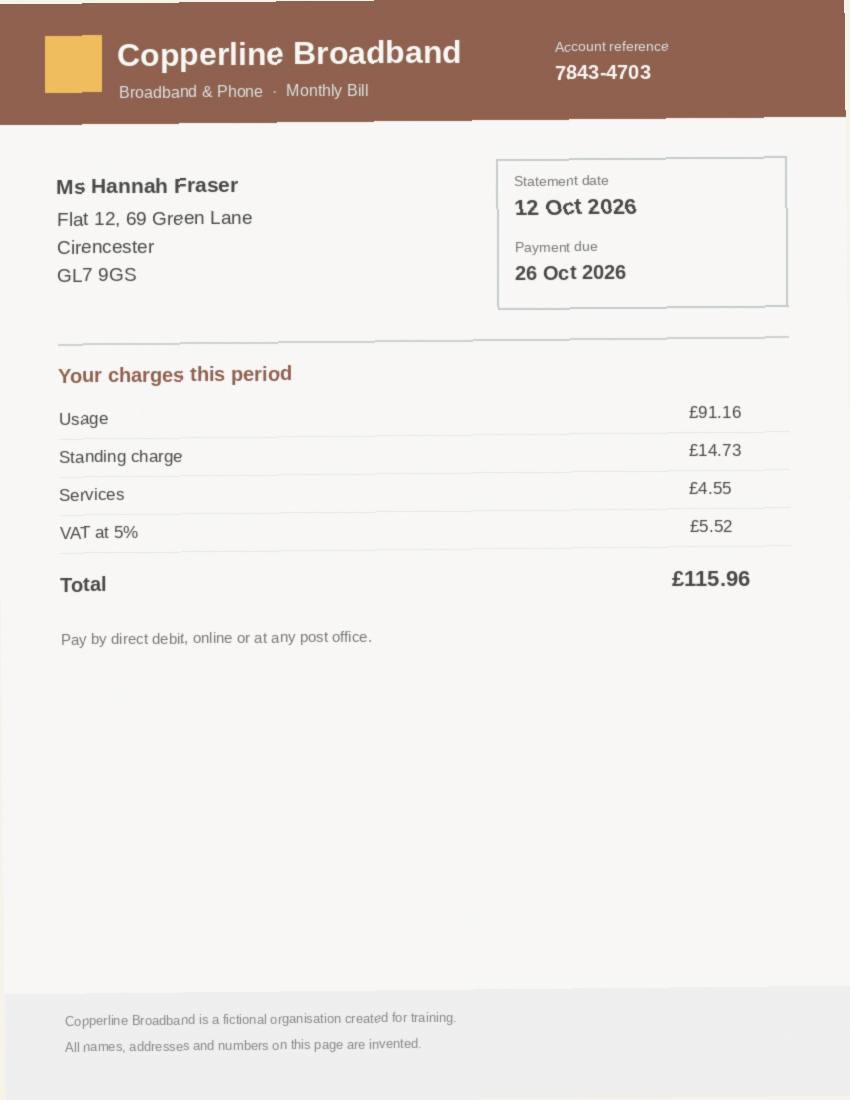 Copperline Broadband
Broadband & Phone · Monthly Bill
Account reference
7843-4703
Ms Hannah Fraser
Flat 12, 69 Green Lane
Cirencester
GL7 9GS
Statement date
12 Oct 2026
Payment due
26 Oct 2026
Your charges this period
Usage £91.16
Standing charge £14.73
Services £4.55
VAT at 5% £5.52
Total £115.96
Pay by direct debit, online or at any post office.
Copperline Broadband is a fictional organisation created for training.
All names, addresses and numbers on this page are invented.